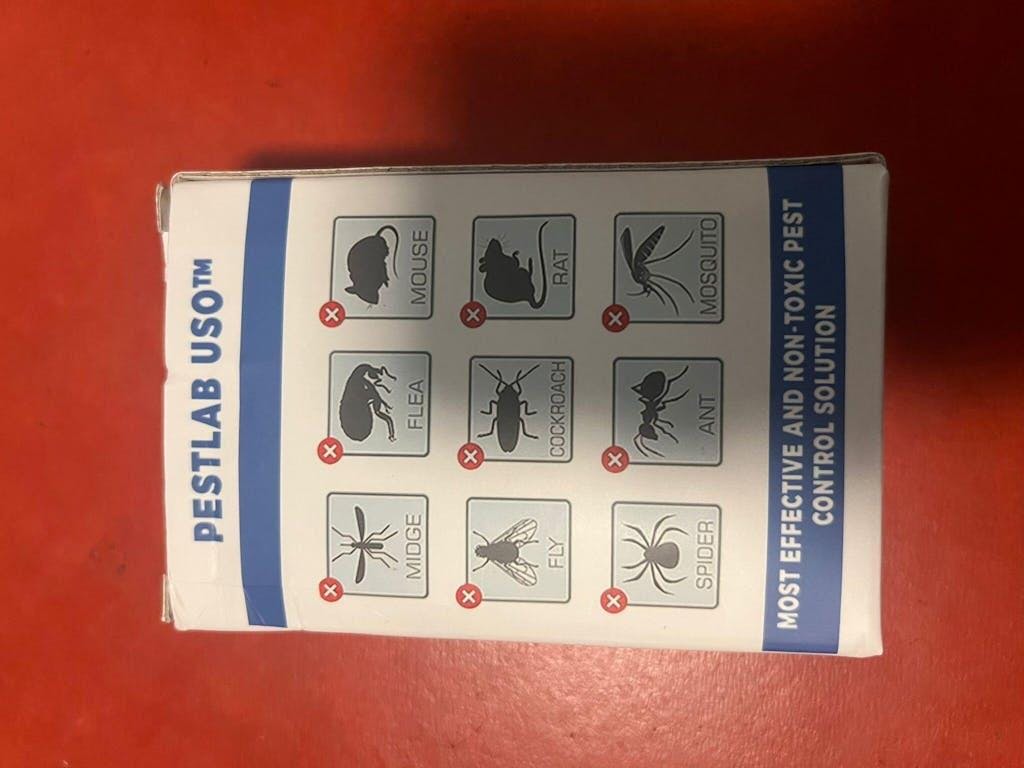 PESTLAB USO™
MIDGE FLEA MOUSE
FLY COCKROACH RAT
SPIDER ANT MOSQUITO
MOST EFFECTIVE AND NON-TOXIC PEST
CONTROL SOLUTION